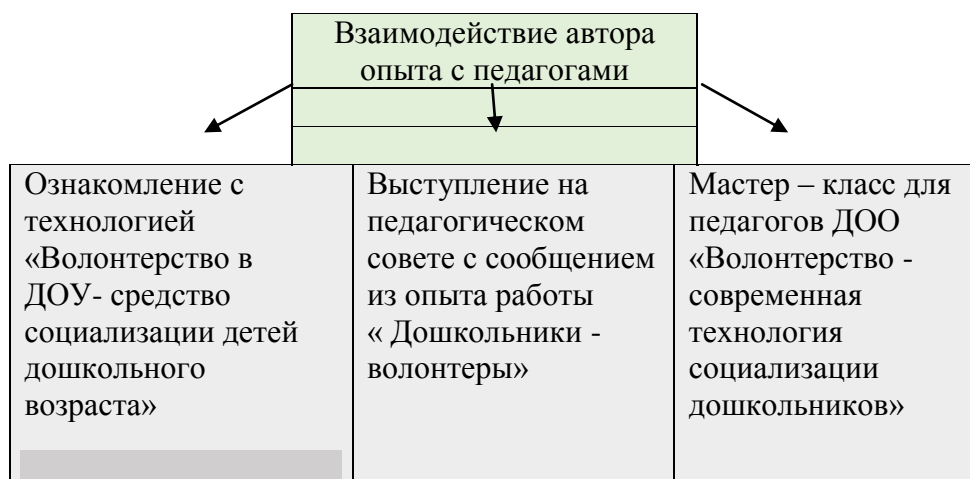 Взаимодействие автора
опыта с педагогами
Ознакомление с
технологией
«Волонтерство в
ДОУ- средство
социализации детей
дошкольного
возраста»
Выступление на
педагогическом
совете с сообщением
из опыта работы
« Дошкольники -
волонтеры»
Мастер – класс для
педагогов ДОО
«Волонтерство -
современная
технология
социализации
дошкольников»